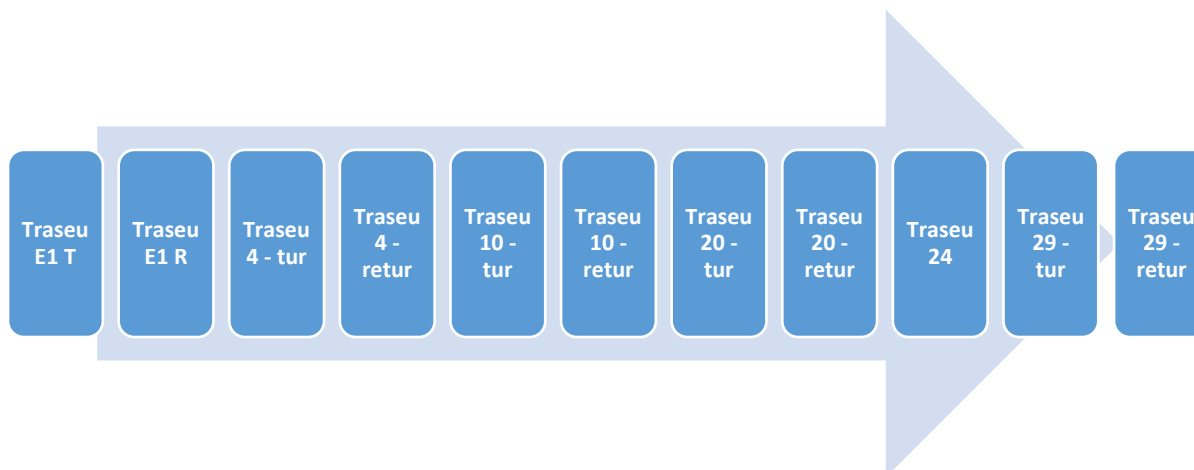 Traseu
E1 T
Traseu
E1 R
Traseu
4 - tur
Traseu
4 -
retur
Traseu
10 -
tur
Traseu
10 -
retur
Traseu
20 -
tur
Traseu
20 -
retur
Traseu
24
Traseu
29 -
tur
Traseu
29 -
retur